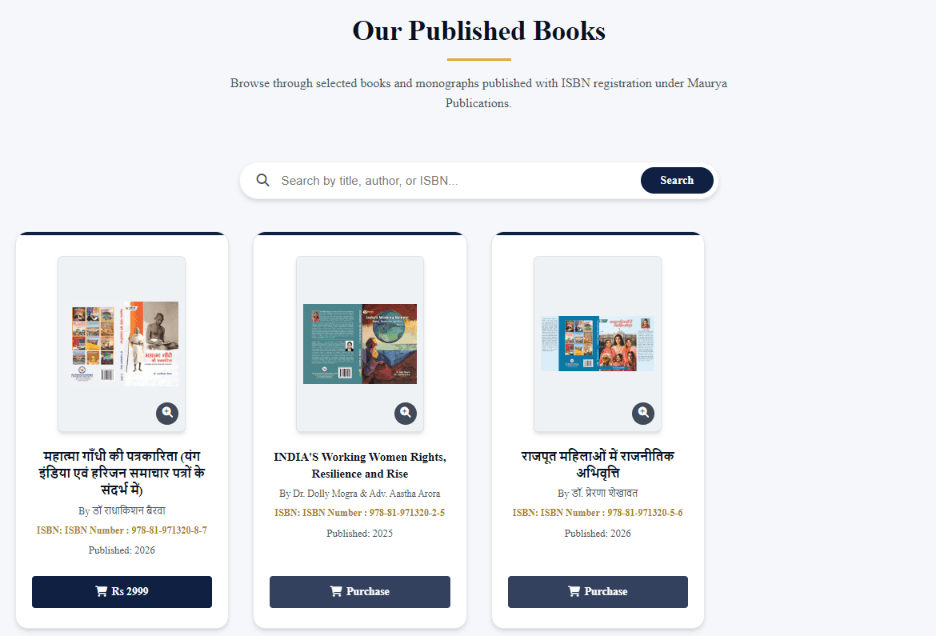 Our Published Books
Browse through selected books and monographs published with ISBN registration under Maurya
Publications.
Search by title, author, or ISBN...
Search
महात्मा गाँधी की पत्रकारिता (यंग
इंडिया एवं हरिजन समाचार पत्रों के
संदर्भ में)
By डॉ राधाकिशन बैरवा
ISBN: ISBN Number : 978-81-971320-8-7
Published: 2026
Rs 2999
INDIA'S Working Women Rights,
Resilience and Rise
By Dr. Dolly Mogra & Adv. Aastha Arora
ISBN: ISBN Number : 978-81-971320-2-5
Published: 2025
Purchase
राजपूत महिलाओं में राजनीतिक
अभिवृत्ति
By डॉ. प्रेरणा शेखावत
ISBN: ISBN Number : 978-81-971320-5-6
Published: 2026
Purchase